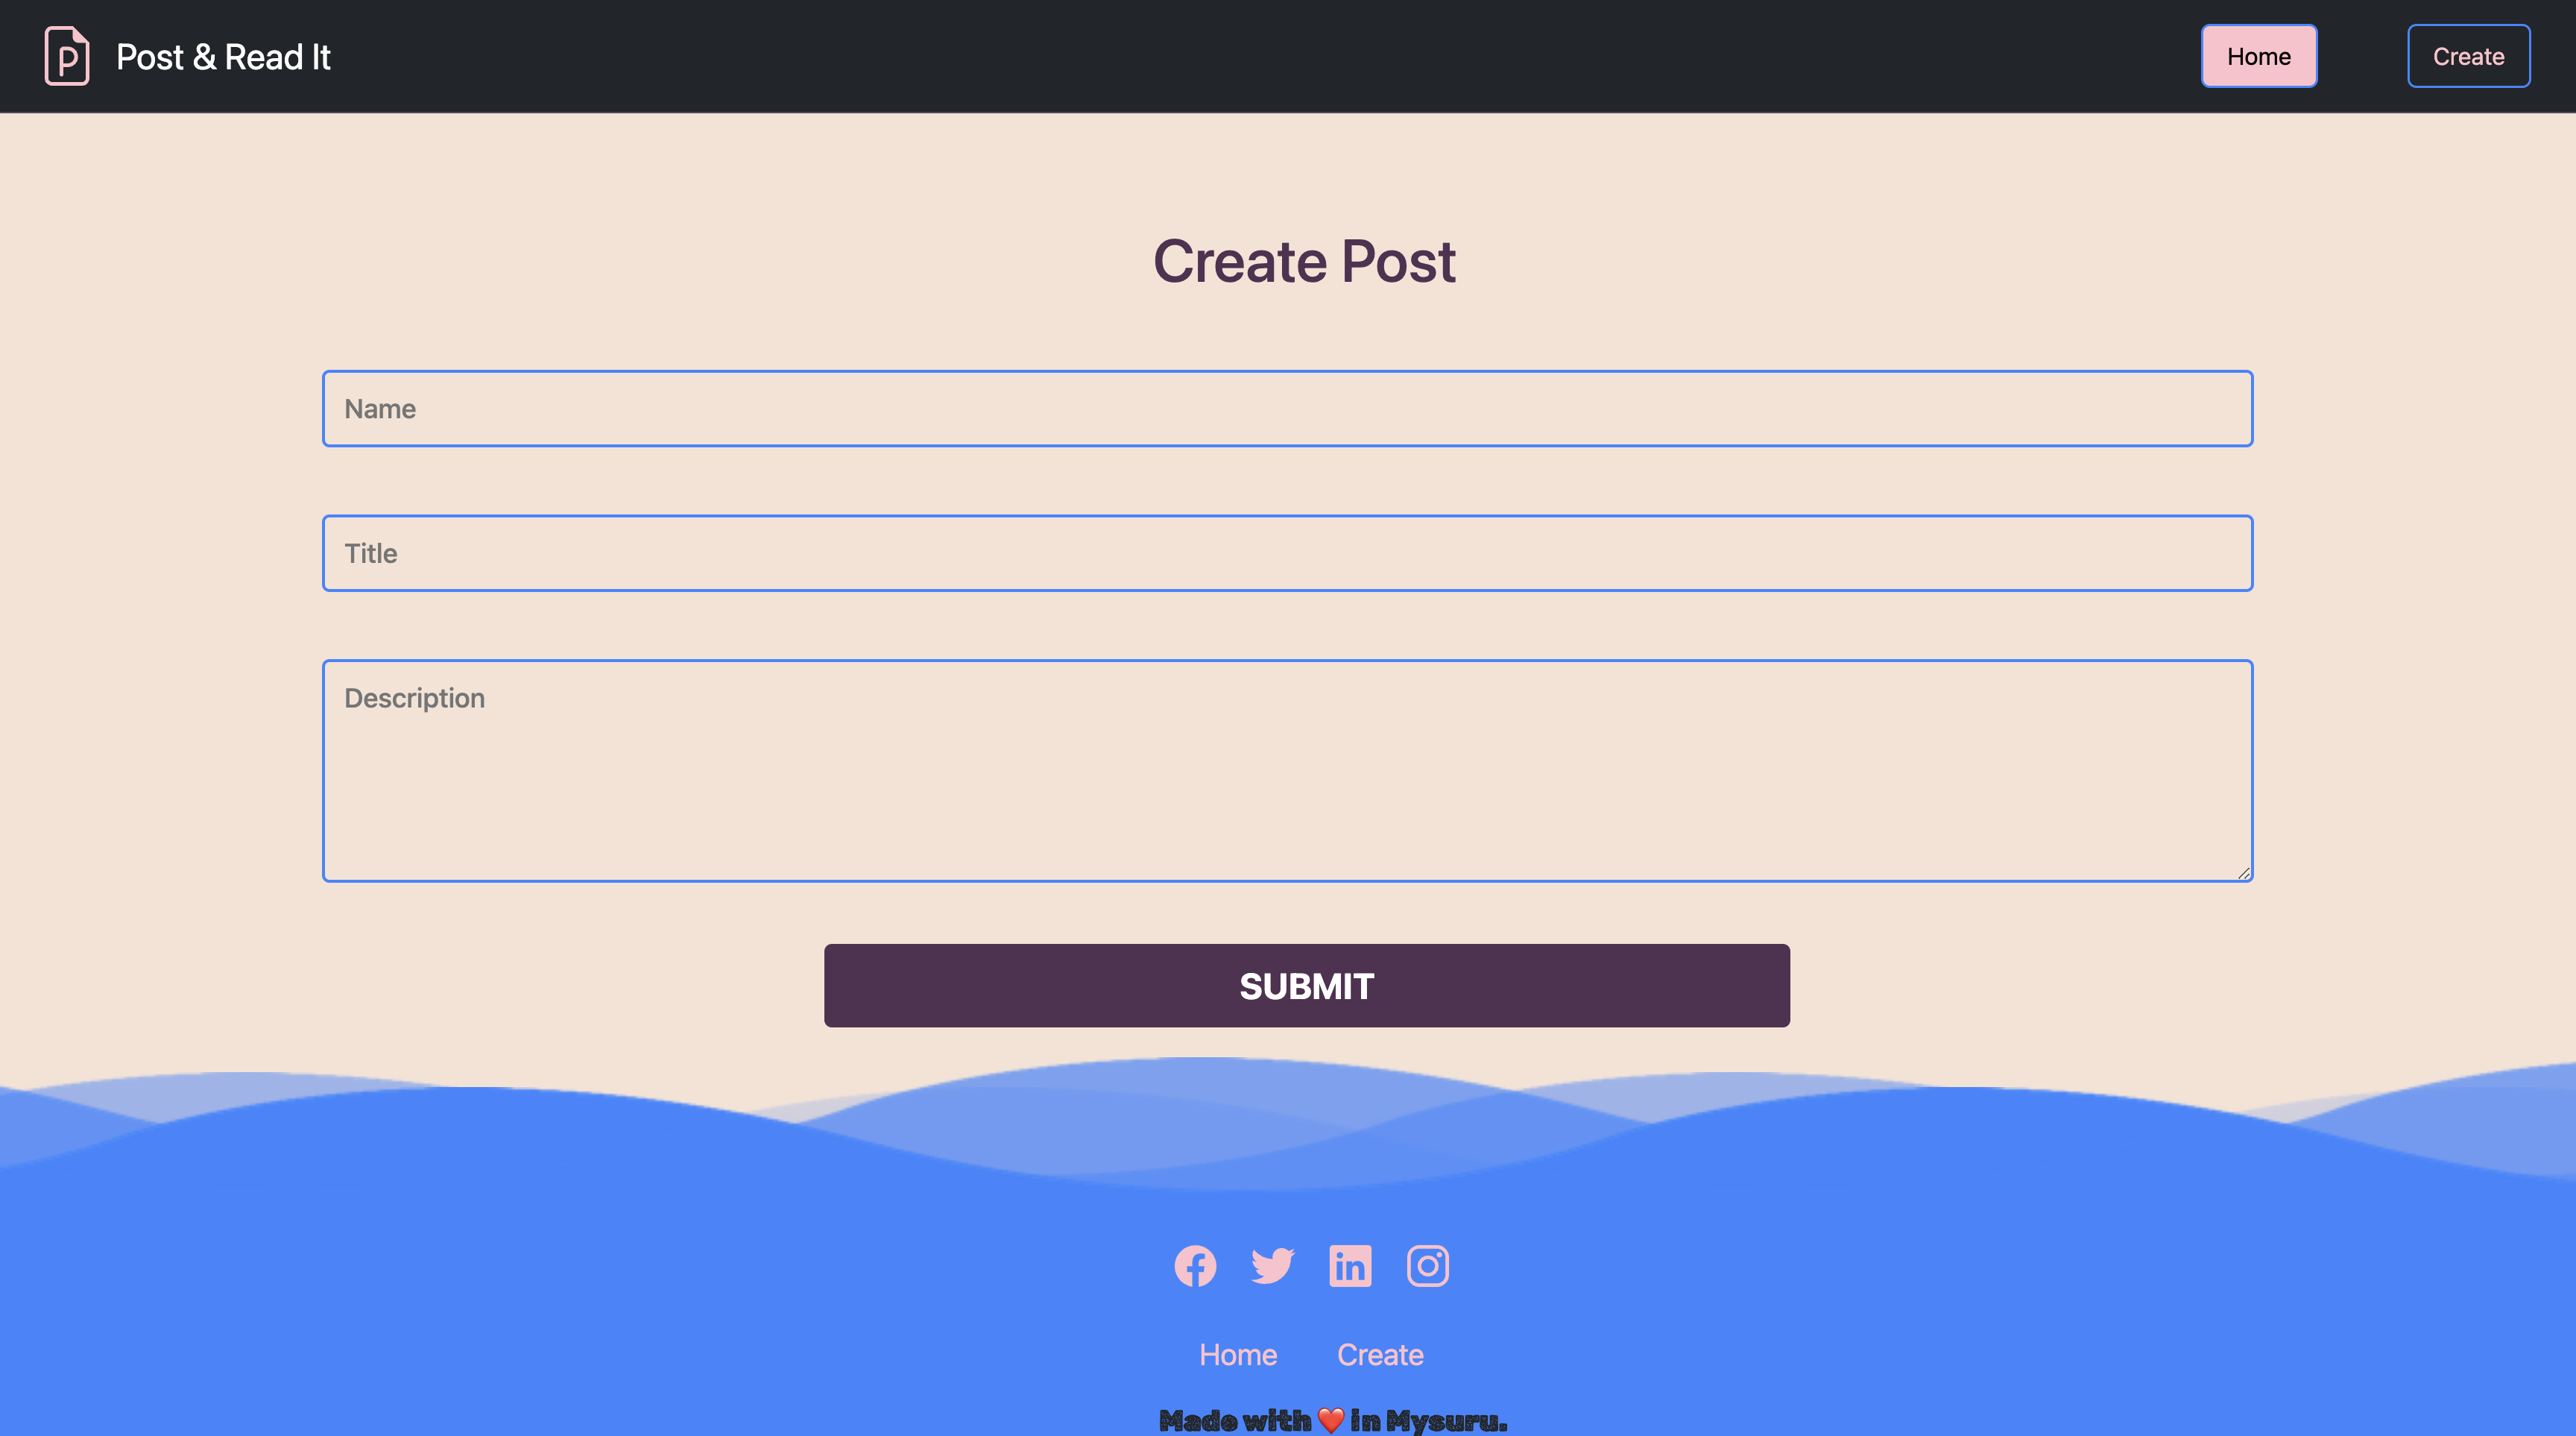 Post & Read It
Home
Create
Create Post
Name
Title
Description
SUBMIT
Home
Create
Made with ❤️ in Mysuru.